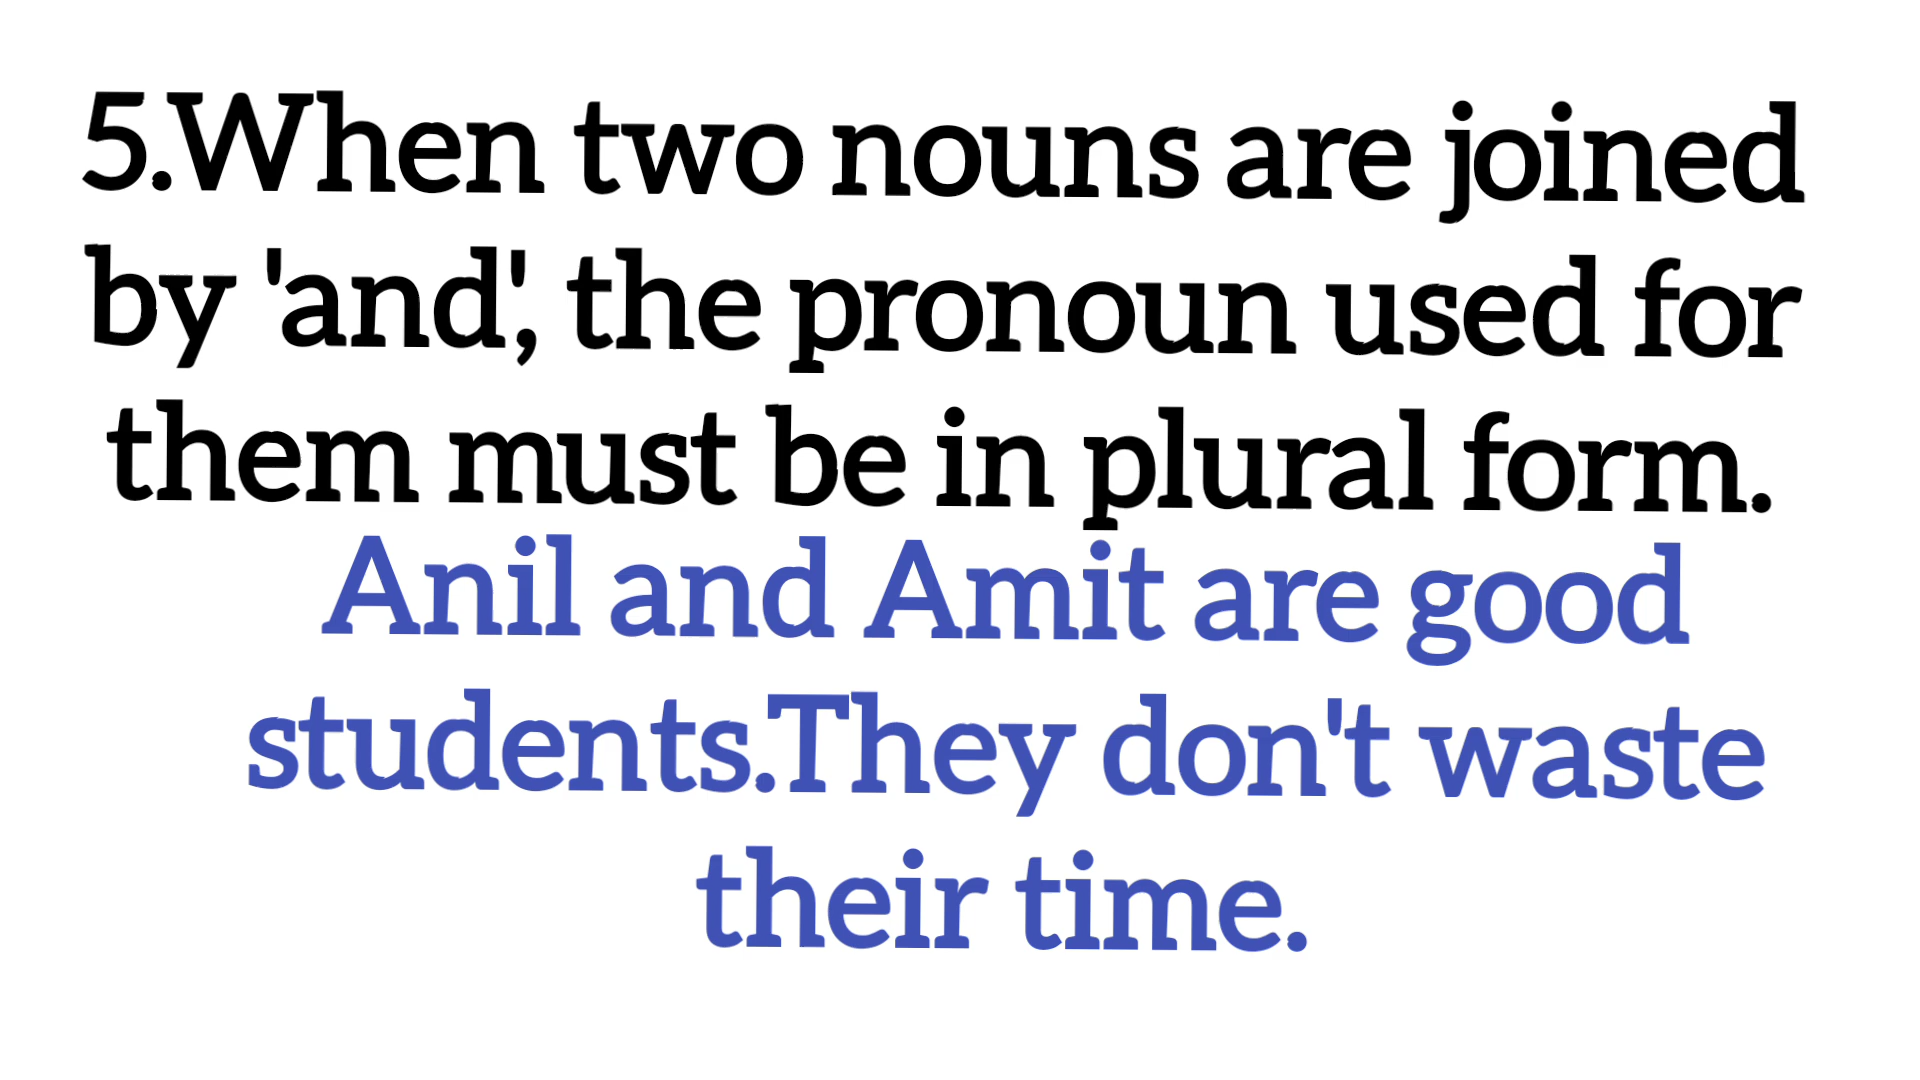 5.When two nouns are joined
by 'and', the pronoun used for
them must be in plural form.
Anil and Amit are good
students.They don't waste
their time.